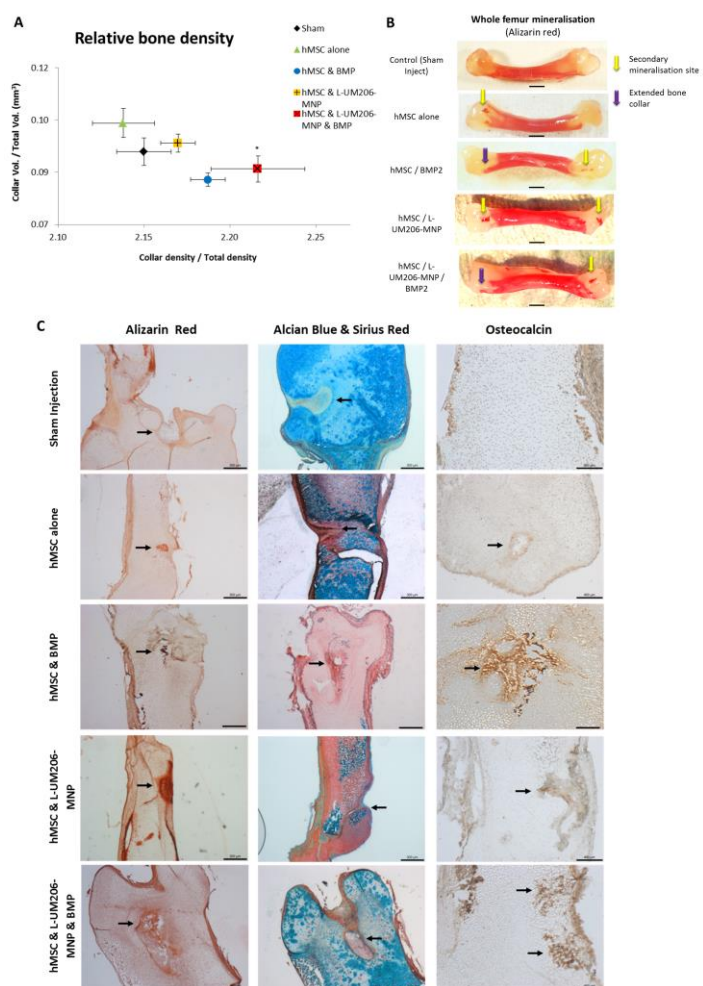 A
Relative bone density
Sham
hMSC alone
hMSC & BMP
hMSC & L-UM206-
MNP
hMSC & L-UM206-
MNP & BMP
*
0.12
0.10
0.09
0.07
Collar Vol. / Total Vol. (mm³)
2.10
2.15
2.20
2.25
Collar density / Total density
B
Whole femur mineralisation
(Alizarin red)
Control (Sham
Inject)
hMSC alone
hMSC / BMP2
hMSC / L-
UM206-MNP
hMSC / L-
UM206-MNP /
BMP2
Secondary
mineralisation site
Extended bone
collar
C
Alizarin Red
Alcian Blue & Sirius Red
Osteocalcin
Sham Injection
hMSC alone
hMSC & BMP
hMSC & L-UM206-
MNP
hMSC & L-UM206-
MNP & BMP